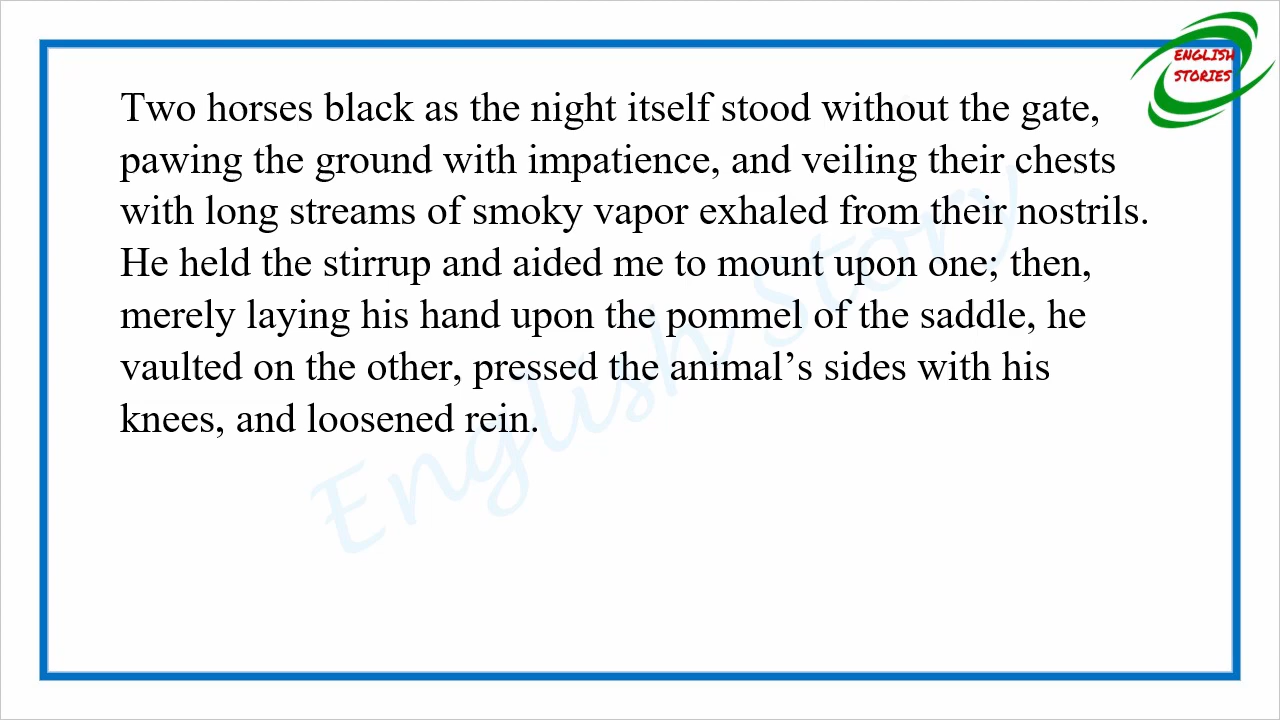 ENGLISH
STORIES
Two horses black as the night itself stood without the gate,
pawing the ground with impatience, and veiling their chests
with long streams of smoky vapor exhaled from their nostrils.
He held the stirrup and aided me to mount upon one; then,
merely laying his hand upon the pommel of the saddle, he
vaulted on the other, pressed the animal’s sides with his
knees, and loosened rein.
English Story